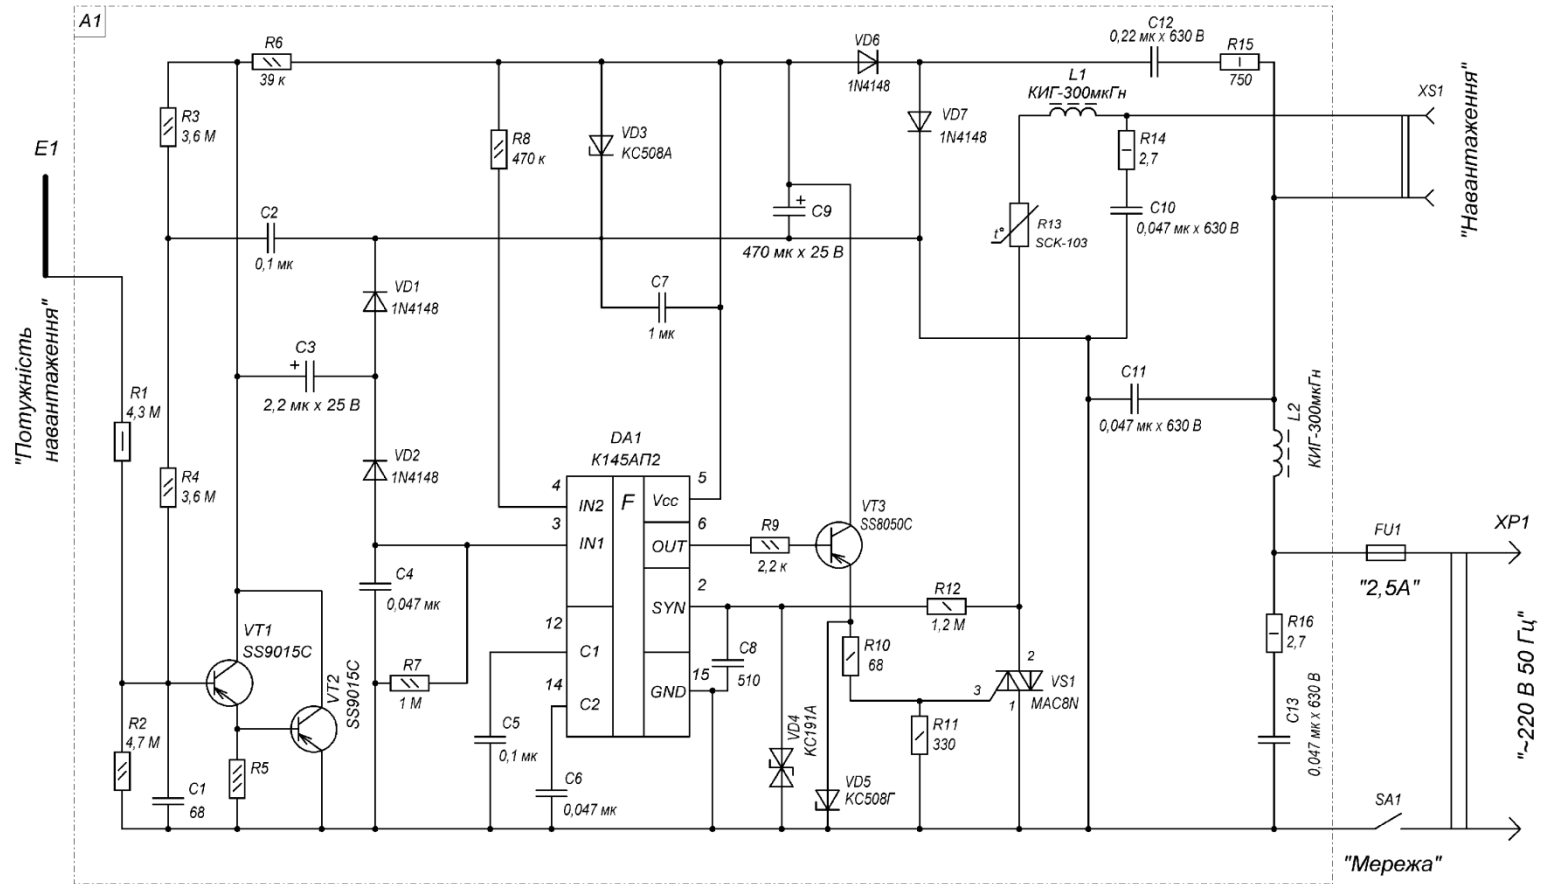 A1
E1
"Потужність
навантаження"
R1
4,3 M
R2
4,7 M
R3
3,6 M
R4
3,6 M
C1
68
R5
R6
39 к
C2
0,1 мк
C3
+
2,2 мк x 25 В
VT1
SS9015C
VT2
SS9015C
VD1
1N4148
VD2
1N4148
C4
0,047 мк
R7
1 M
R8
470 к
C5
0,1 мк
C6
0,047 мк
VD3
KC508A
C7
1 мк
DA1
К145АП2
F
4
IN2
3
IN1
12
C1
14
C2
5
Vcc
6
OUT
2
SYN
15
GND
C8
510
VD4
KC191A
R9
2,2 к
VT3
SS8050C
+
C9
470 мк x 25 В
VD5
КС508Г
R10
68
R11
330
R12
1,2 M
VD6
1N4148
VD7
1N4148
R13
SCK-103
t°
L1
КИГ-300мкГн
R14
2,7
C10
0,047 мк x 630 В
C11
0,047 мк x 630 В
C12
0,22 мк x 630 В
R15
750
2
3
1
VS1
MAC8N
L2
КИГ-300мкГн
R16
2,7
C13
0,047 мк x 630 В
XS1
"Навантаження"
FU1
"2,5А"
XP1
"~220 В 50 Гц"
SA1
"Мережа"